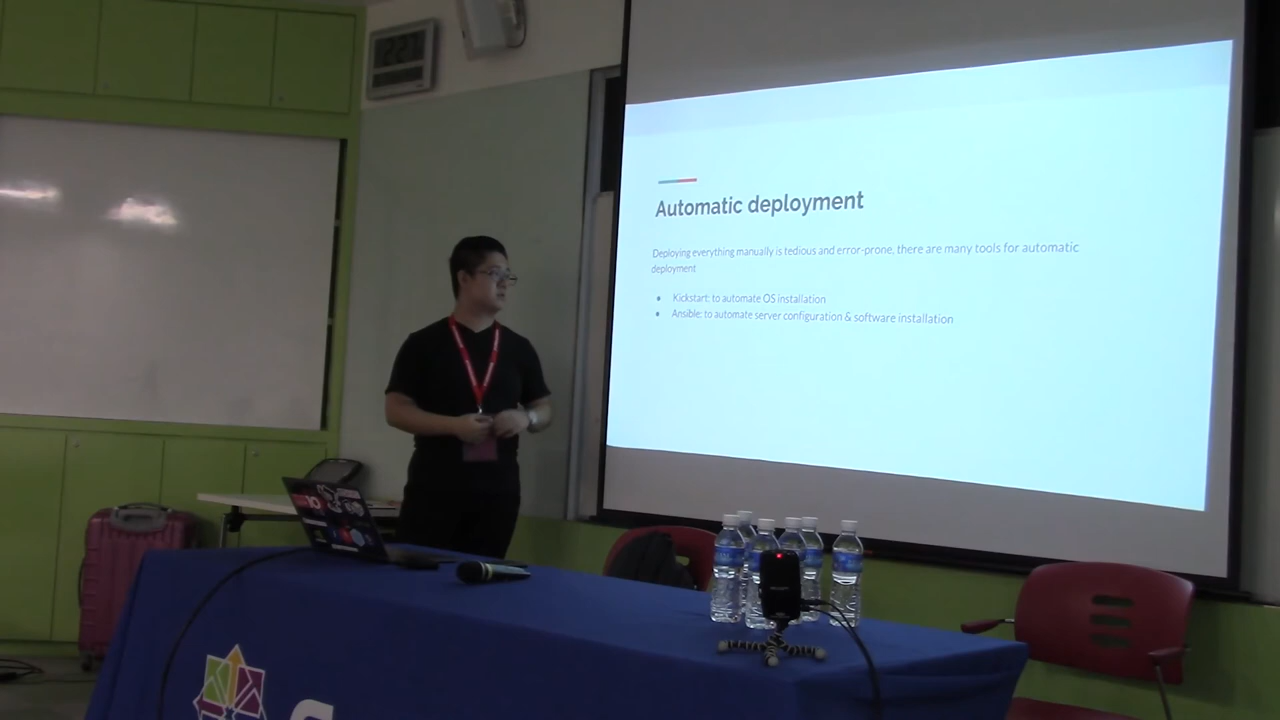 Automatic deployment
Deploying everything manually is tedious and error-prone, there are many tools for automatic
deployment
• Kickstart: to automate OS installation
• Ansible: to automate server configuration & software installation